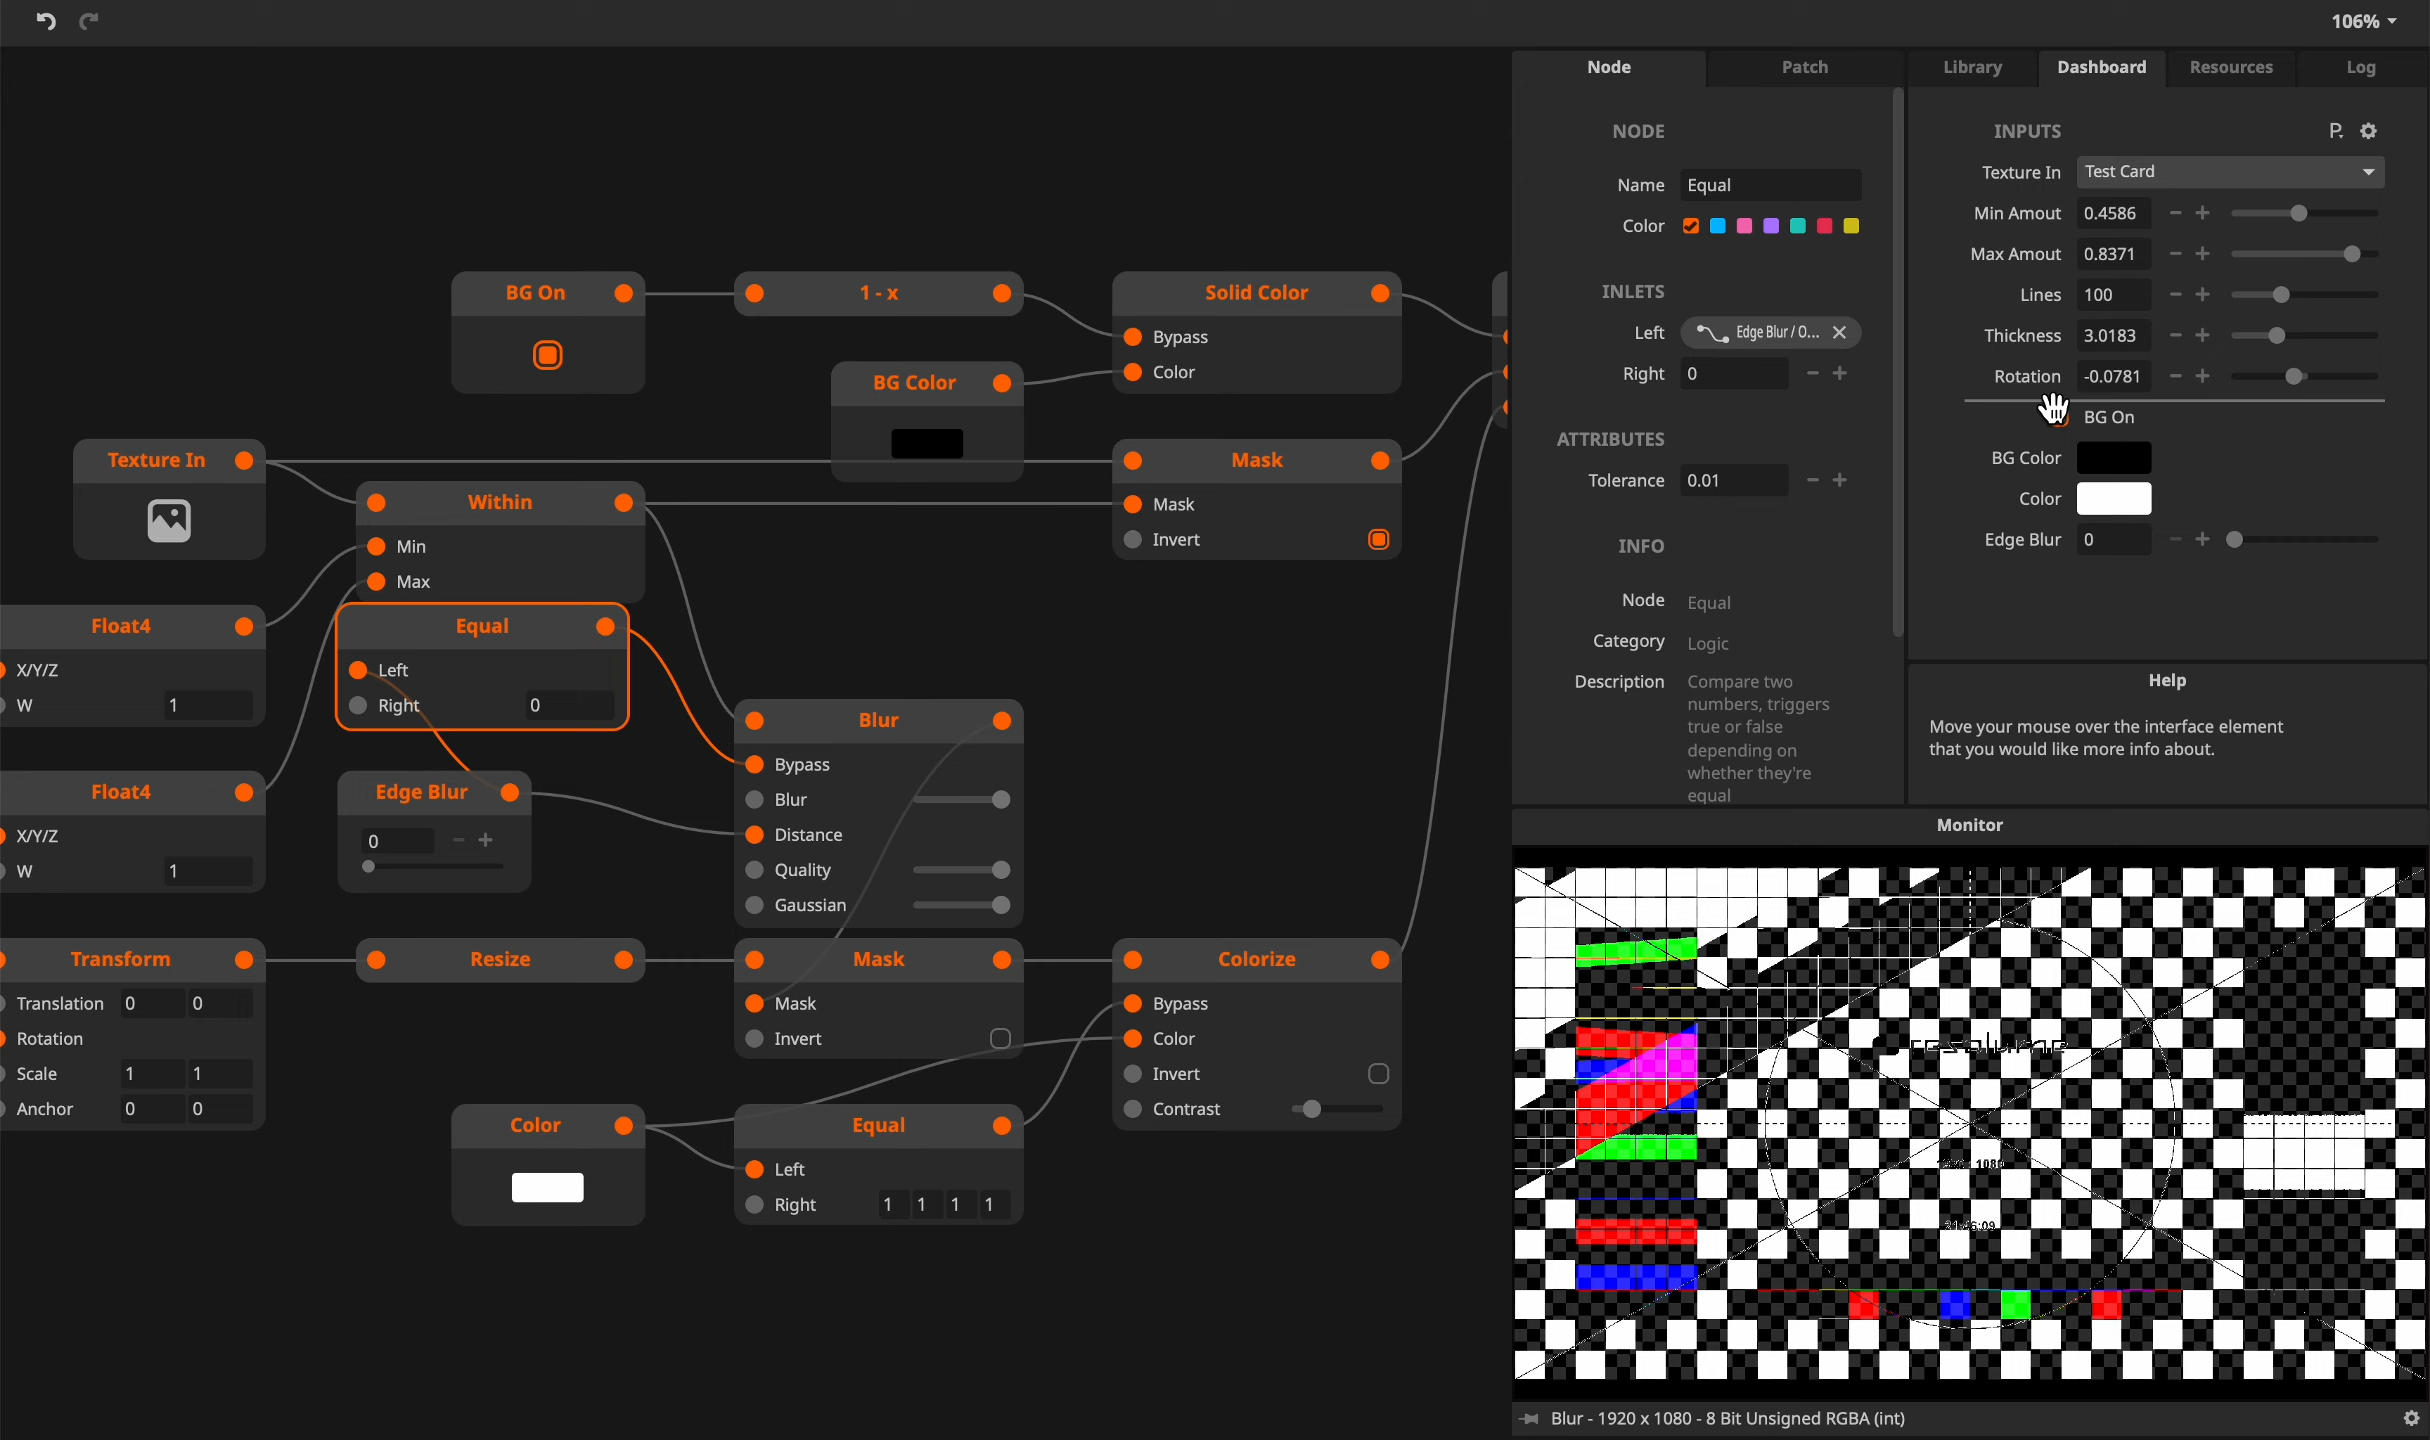 106%
Node
Patch
Library
Dashboard
Resources
Log
NODE
Name
Equal
Color
INLETS
Left
Edge Blur / O...
Right
0
ATTRIBUTES
Tolerance
0.01
INFO
Node
Equal
Category
Logic
Description
Compare two
numbers, triggers
true or false
depending on
whether they're
equal
INPUTS
P.
Texture In
Test Card
Min Amout
0.4586
Max Amout
0.8371
Lines
100
Thickness
3.0183
Rotation
-0.0781
BG On
BG Color
Color
Edge Blur
0
Help
Move your mouse over the interface element
that you would like more info about.
Monitor
resolume
Blur - 1920 x 1080 - 8 Bit Unsigned RGBA (int)
BG On
1 - x
Solid Color
Bypass
Color
BG Color
Texture In
Within
Min
Max
Mask
Mask
Invert
Float4
X/Y/Z
W
1
Equal
Left
Right
0
Float4
X/Y/Z
W
1
Edge Blur
0
Blur
Bypass
Blur
Distance
Quality
Gaussian
Transform
Translation
0
0
Rotation
Scale
1
1
Anchor
0
0
Resize
Mask
Mask
Invert
Colorize
Bypass
Color
Invert
Contrast
Color
Equal
Left
Right
1
1
1
1